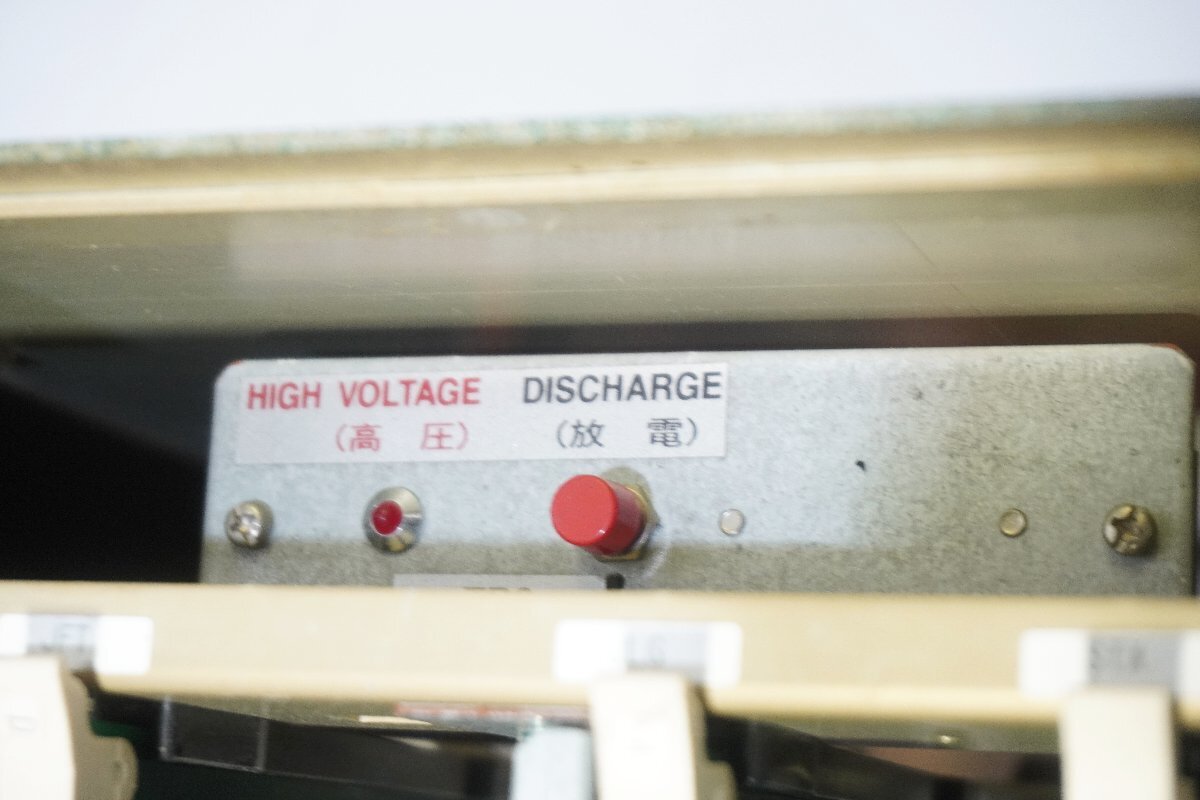 HIGH VOLTAGE DISCHARGE
(高 圧) (放 電)